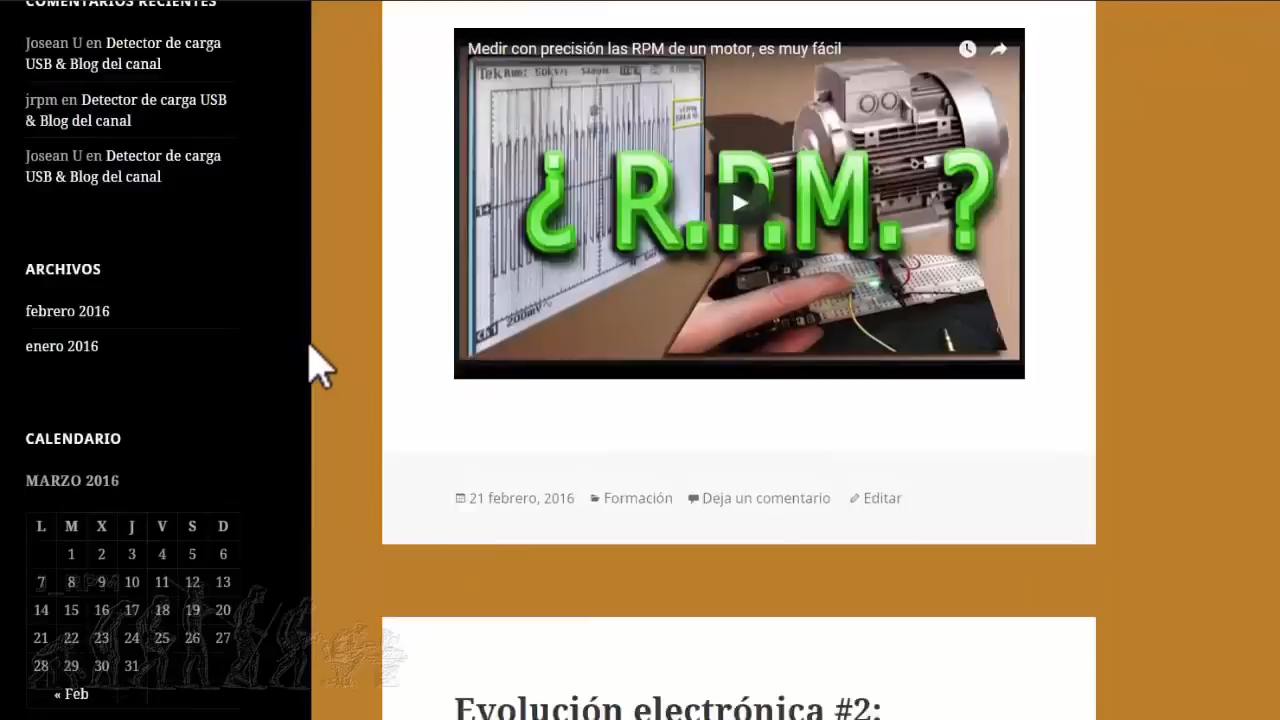 COMENTARIOS RECIENTES
Josean U en Detector de carga
USB & Blog del canal
jrpm en Detector de carga USB
& Blog del canal
Josean U en Detector de carga
USB & Blog del canal
ARCHIVOS
febrero 2016
enero 2016
CALENDARIO
MARZO 2016
L M X J V S D
1 2 3 4 5 6
7 8 9 10 11 12 13
14 15 16 17 18 19 20
21 22 23 24 25 26 27
28 29 30 31
« Feb
J_RPM
Medir con precisión las RPM de un motor, es muy fácil
¿ R.P.M. ?
200mV
21 febrero, 2016 Formación Deja un comentario Editar
Evolución electrónica #2: